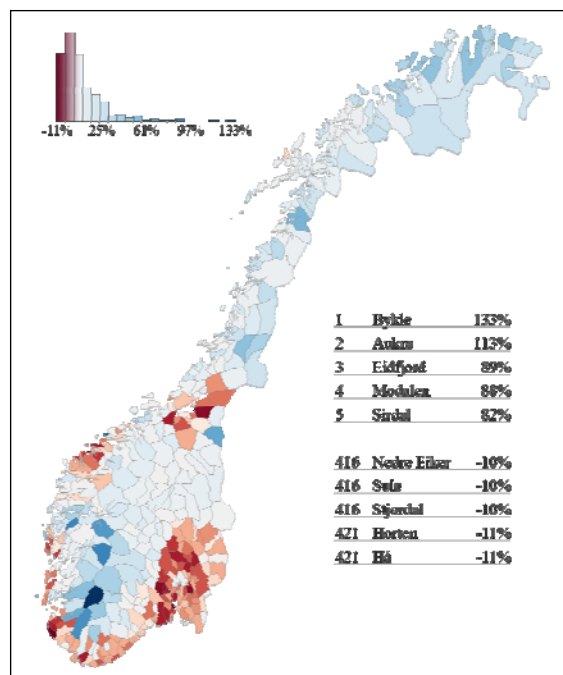 -11% 25% 61% 97% 133%
1 Bykle 133%
2 Aukra 113%
3 Eidfjord 89%
4 Modalen 88%
5 Sirdal 82%
416 Nedre Eiker -10%
416 Sola -10%
416 Stjørdal -10%
421 Horten -11%
421 Hå -11%